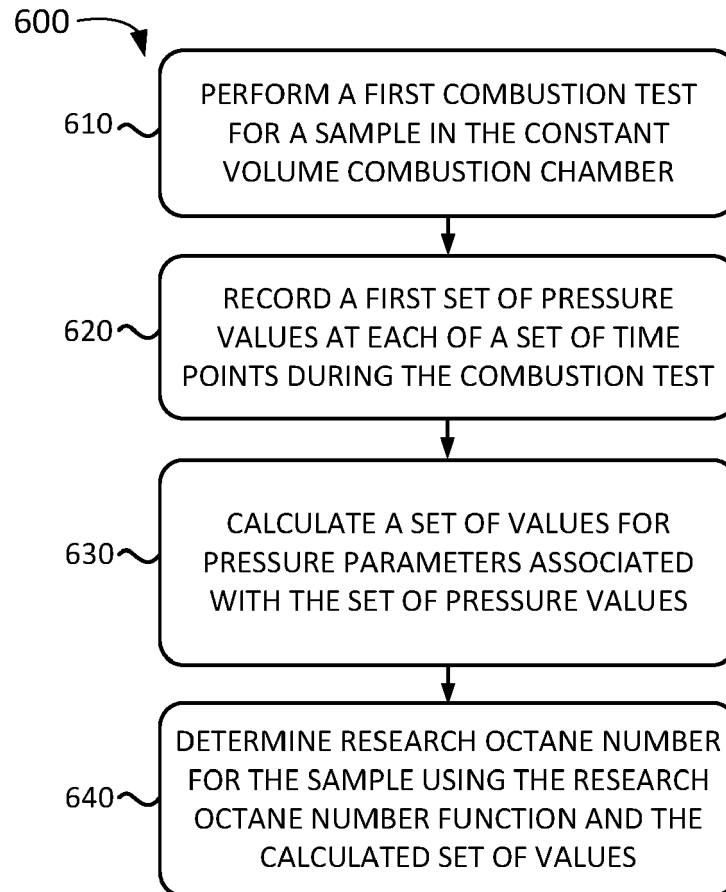 600
610
PERFORM A FIRST COMBUSTION TEST
FOR A SAMPLE IN THE CONSTANT
VOLUME COMBUSTION CHAMBER
620
RECORD A FIRST SET OF PRESSURE
VALUES AT EACH OF A SET OF TIME
POINTS DURING THE COMBUSTION TEST
630
CALCULATE A SET OF VALUES FOR
PRESSURE PARAMETERS ASSOCIATED
WITH THE SET OF PRESSURE VALUES
640
DETERMINE RESEARCH OCTANE NUMBER
FOR THE SAMPLE USING THE RESEARCH
OCTANE NUMBER FUNCTION AND THE
CALCULATED SET OF VALUES